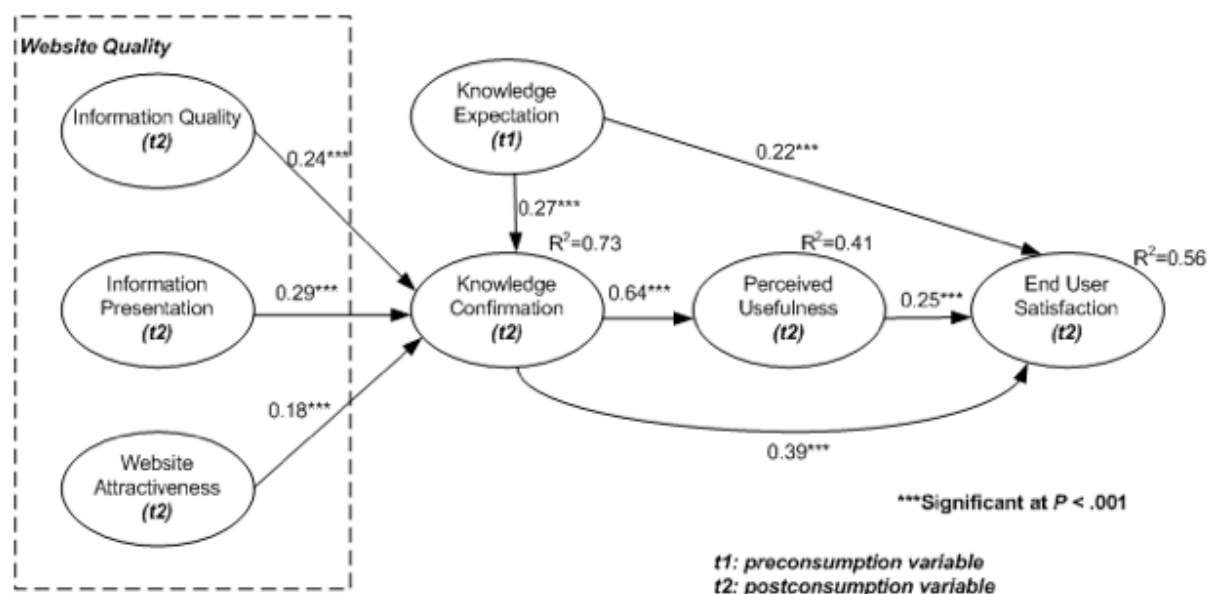 Website Quality
Information Quality
(t2)
Knowledge
Expectation
(t1)
0.24***
0.22***
0.27***
R²=0.73
R²=0.41
R²=0.56
Information
Presentation
(t2)
0.29***
Knowledge
Confirmation
(t2)
0.64***
Perceived
Usefulness
(t2)
0.25***
End User
Satisfaction
(t2)
0.18***
0.39***
Website
Attractiveness
(t2)
***Significant at P < .001
t1: preconsumption variable
t2: postconsumption variable